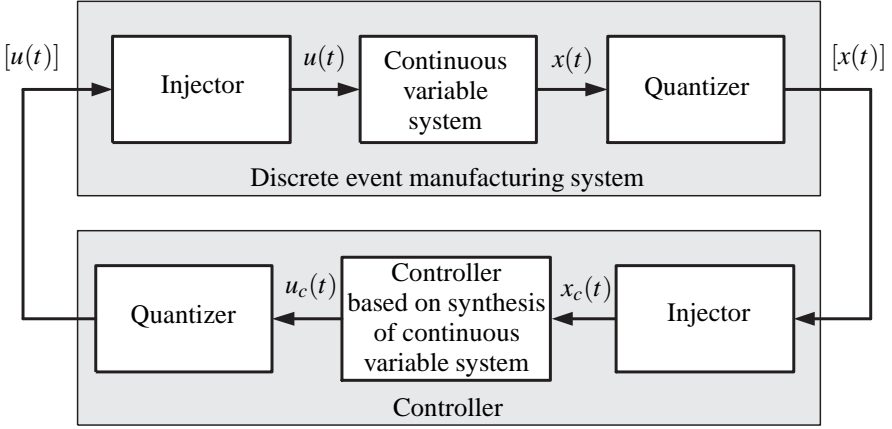 [u(t)]
Injector
u(t)
Continuous
variable
system
x(t)
Quantizer
[x(t)]
Discrete event manufacturing system
Quantizer
u_c(t)
Controller
based on synthesis
of continuous
variable system
x_c(t)
Injector
Controller